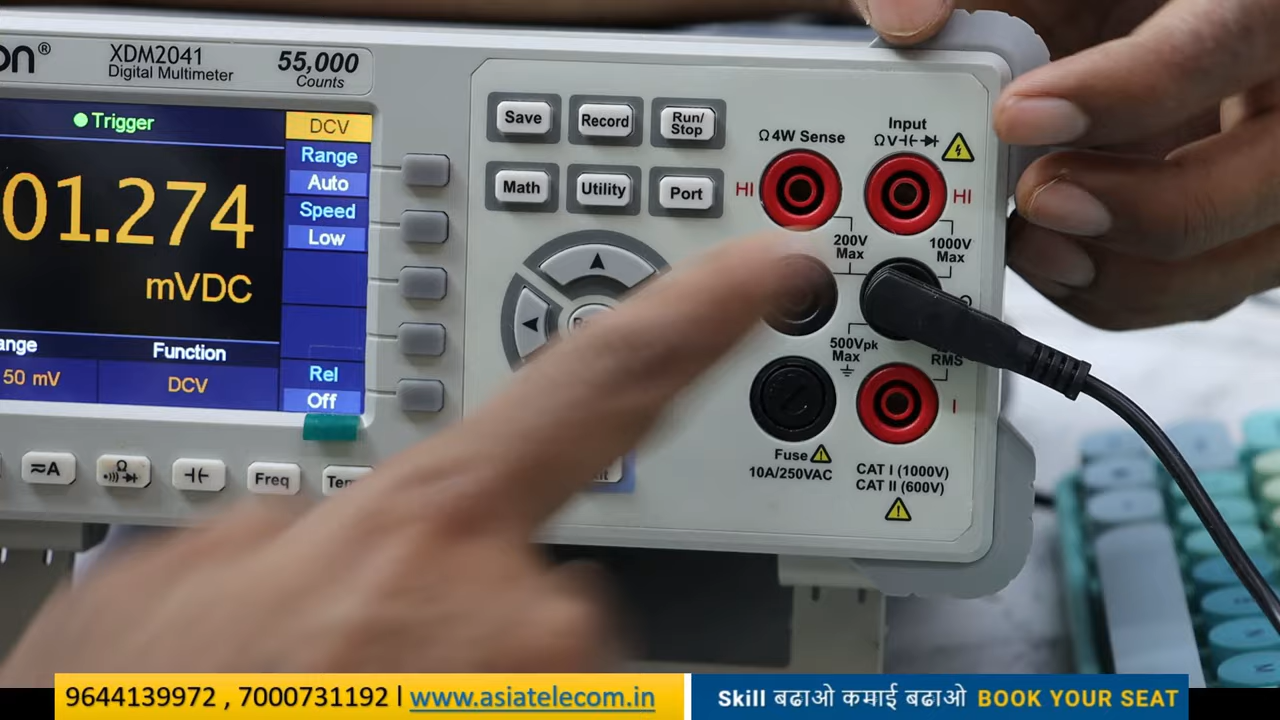 on®
XDM2041
Digital Multimeter
55,000
Counts
Trigger
DCV
Range
Auto
Speed
Low
01.274
mVDC
ange
Function
50 mV
DCV
Rel
Off
Save
Record
Run/
Stop
Math
Utility
Port
Freq
Ω 4W Sense
Input
HI
HI
200V
Max
1000V
Max
500Vpk
Max
RMS
I
Fuse
10A/250VAC
CAT I (1000V)
CAT II (600V)
9644139972 , 7000731192 l www.asiatelecom.in
Skill बढाओ कमाई बढाओ BOOK YOUR SEAT